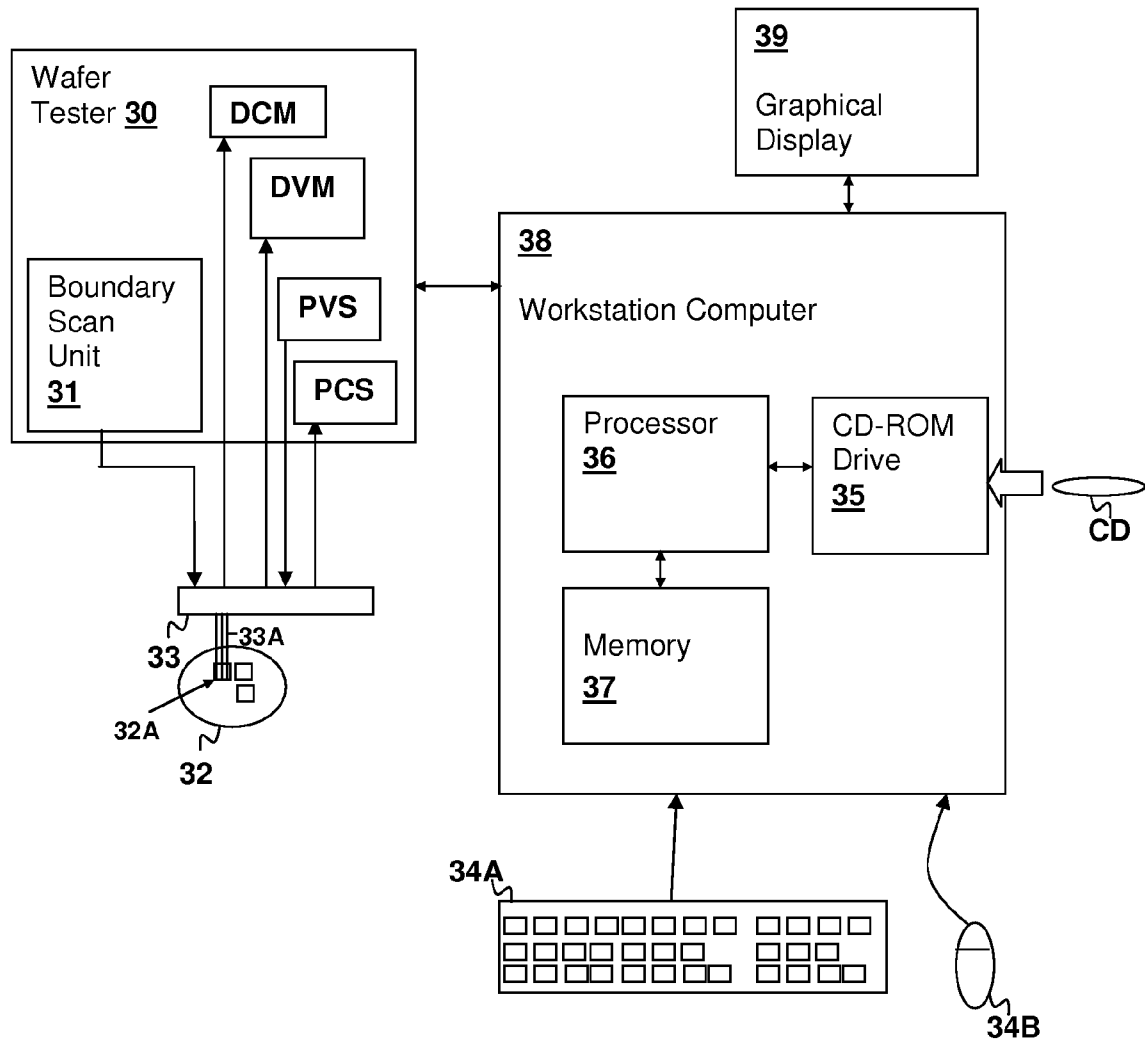 Wafer
Tester 30
DCM
DVM
PVS
PCS
Boundary
Scan
Unit
31
33
33A
32A
32
39
Graphical
Display
38
Workstation Computer
Processor
36
CD-ROM
Drive
35
CD
Memory
37
34A
34B